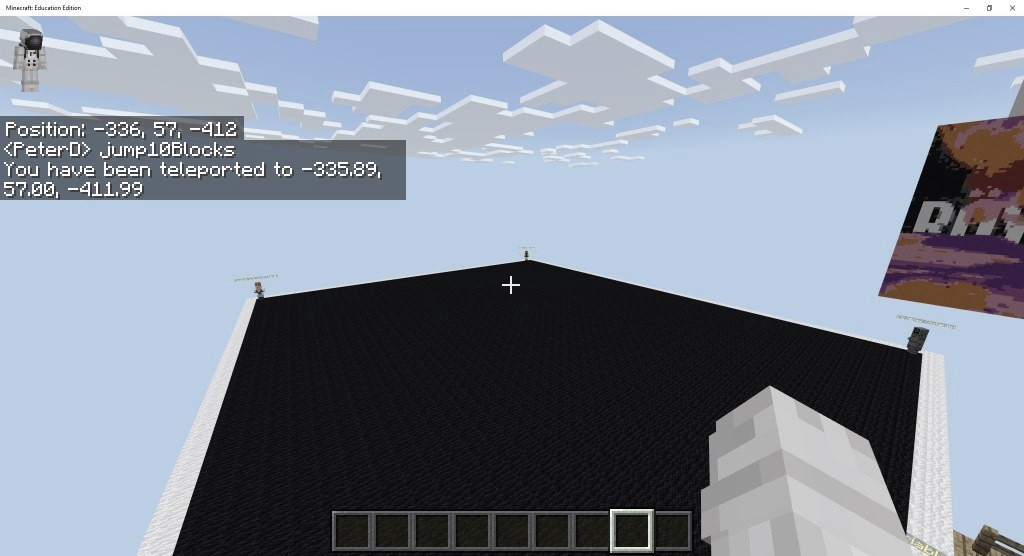 Minecraft: Education Edition
Position: -336, 57, -412
<PeterD> jump10Blocks
You have been teleported to -335.89,
57.00, -411.99